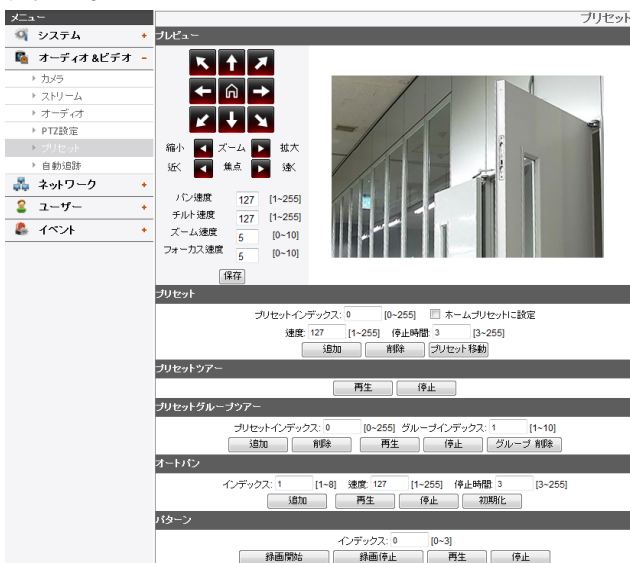 メニュー
プリセット
システム +
オーディオ &ビデオ -
カメラ
ストリーム
オーディオ
PTZ設定
プリセット
自動追跡
ネットワーク +
ユーザー +
イベント +
プレビュー
縮小 ズーム 拡大
近く 焦点 遠く
パン速度 127 [1~255]
チルト速度 127 [1~255]
ズーム速度 5 [0~10]
フォーカス速度 5 [0~10]
保存
プリセット
プリセットインデックス: 0 [0~255] ホームプリセットに設定
速度: 127 [1~255] 停止時間: 3 [3~255]
追加 削除 プリセット移動
プリセットツアー
再生 停止
プリセットグループツアー
プリセットインデックス: 0 [0~255] グループインデックス: 1 [1~10]
追加 削除 再生 停止 グループ 削除
オートパン
インデックス: 1 [1~8] 速度: 127 [1~255] 停止時間: 3 [3~255]
追加 再生 停止 初期化
パターン
インデックス: 0 [0~3]
録画開始 録画停止 再生 停止